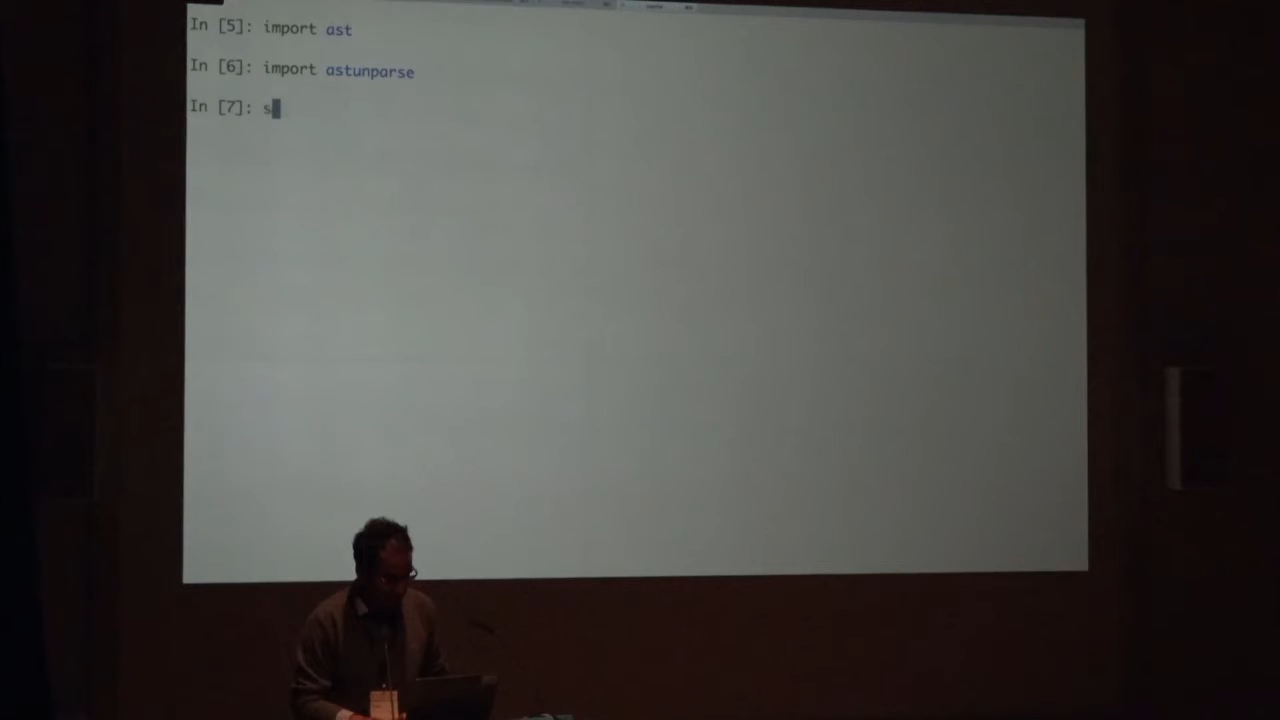 In [5]: import ast
In [6]: import astunparse
In [7]: s